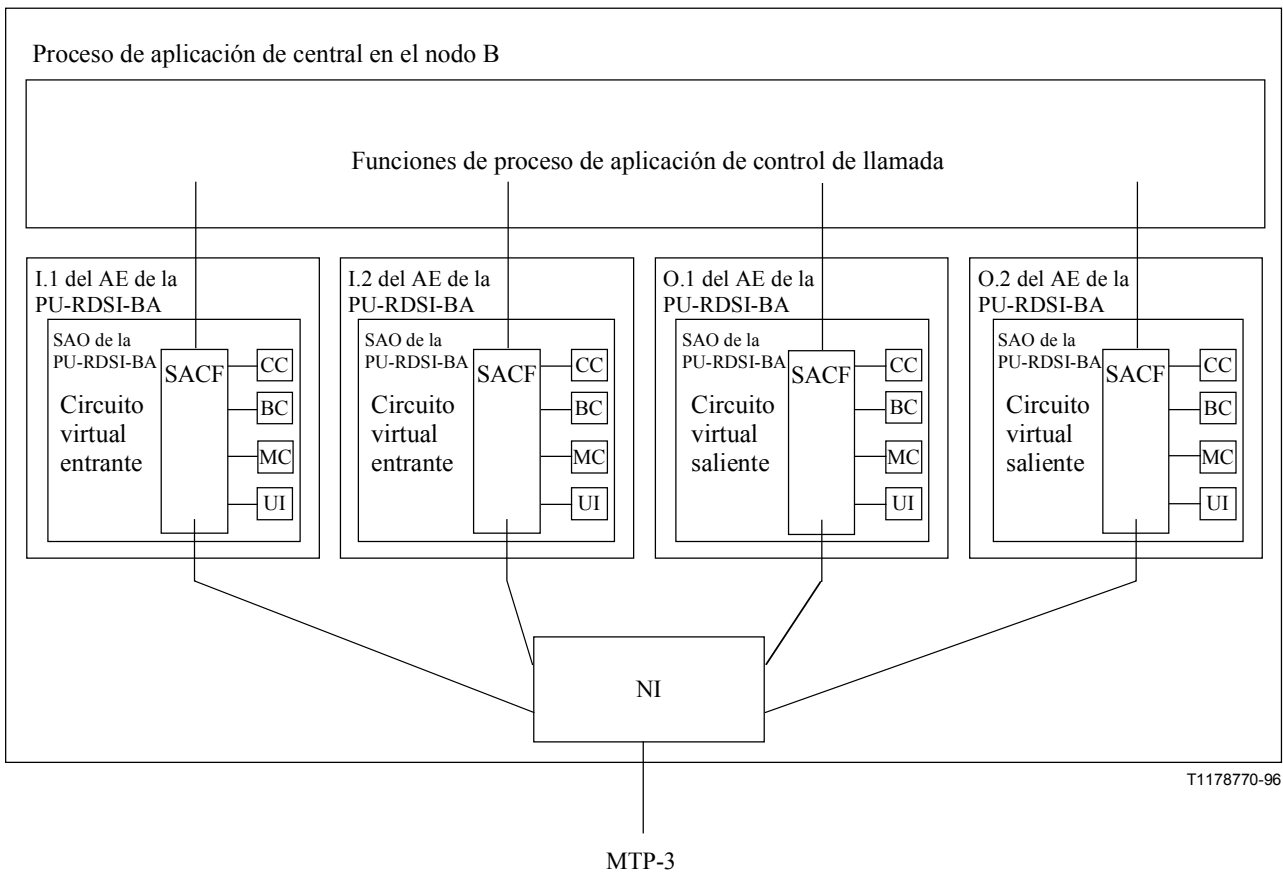 Proceso de aplicación de central en el nodo B
Funciones de proceso de aplicación de control de llamada
I.1 del AE de la
PU-RDSI-BA
SAO de la
PU-RDSI-BA
SACF
CC
Circuito
virtual
entrante
BC
MC
UI
I.2 del AE de la
PU-RDSI-BA
SAO de la
PU-RDSI-BA
SACF
CC
Circuito
virtual
entrante
BC
MC
UI
O.1 del AE de la
PU-RDSI-BA
SAO de la
PU-RDSI-BA
SACF
CC
Circuito
virtual
saliente
BC
MC
UI
O.2 del AE de la
PU-RDSI-BA
SAO de la
PU-RDSI-BA
SACF
CC
Circuito
virtual
saliente
BC
MC
UI
NI
T1178770-96
MTP-3